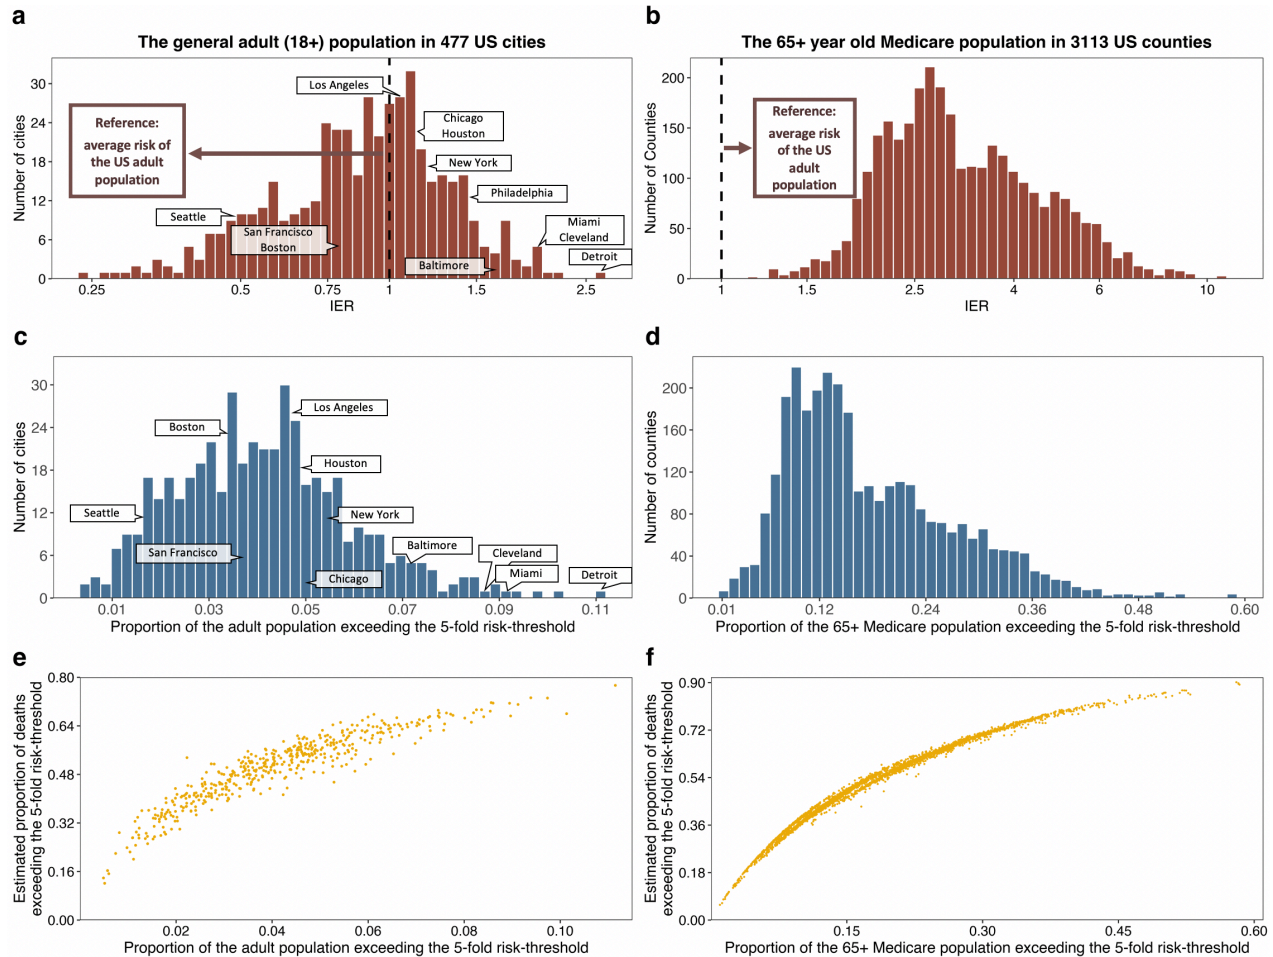 a
The general adult (18+) population in 477 US cities
Number of cities
30
24
18
12
6
0
Reference:
average risk of
the US adult
population
Los Angeles
Chicago
Houston
New York
Philadelphia
Seattle
San Francisco
Boston
Miami
Cleveland
Baltimore
Detroit
0.25
0.5
0.75
1
1.5
2.5
IER
b
The 65+ year old Medicare population in 3113 US counties
Number of Counties
200
150
100
50
0
Reference:
average risk
of the US
adult
population
1
1.5
2.5
4
6
10
IER
c
Number of cities
30
24
18
12
6
0
Los Angeles
Boston
Houston
Seattle
New York
San Francisco
Baltimore
Cleveland
Chicago
Miami
Detroit
0.01
0.03
0.05
0.07
0.09
0.11
Proportion of the adult population exceeding the 5-fold risk-threshold
d
Number of counties
200
160
120
80
40
0
0.01
0.12
0.24
0.36
0.48
0.60
Proportion of the 65+ Medicare population exceeding the 5-fold risk-threshold
e
Estimated proportion of deaths
exceeding the 5-fold risk-threshold
0.80
0.64
0.48
0.32
0.16
0.00
0.02
0.04
0.06
0.08
0.10
Proportion of the adult population exceeding the 5-fold risk-threshold
f
Estimated proportion of deaths
exceeding the 5-fold risk-threshold
0.90
0.72
0.54
0.36
0.18
0.00
0.15
0.30
0.45
0.60
Proportion of the 65+ Medicare population exceeding the 5-fold risk-threshold